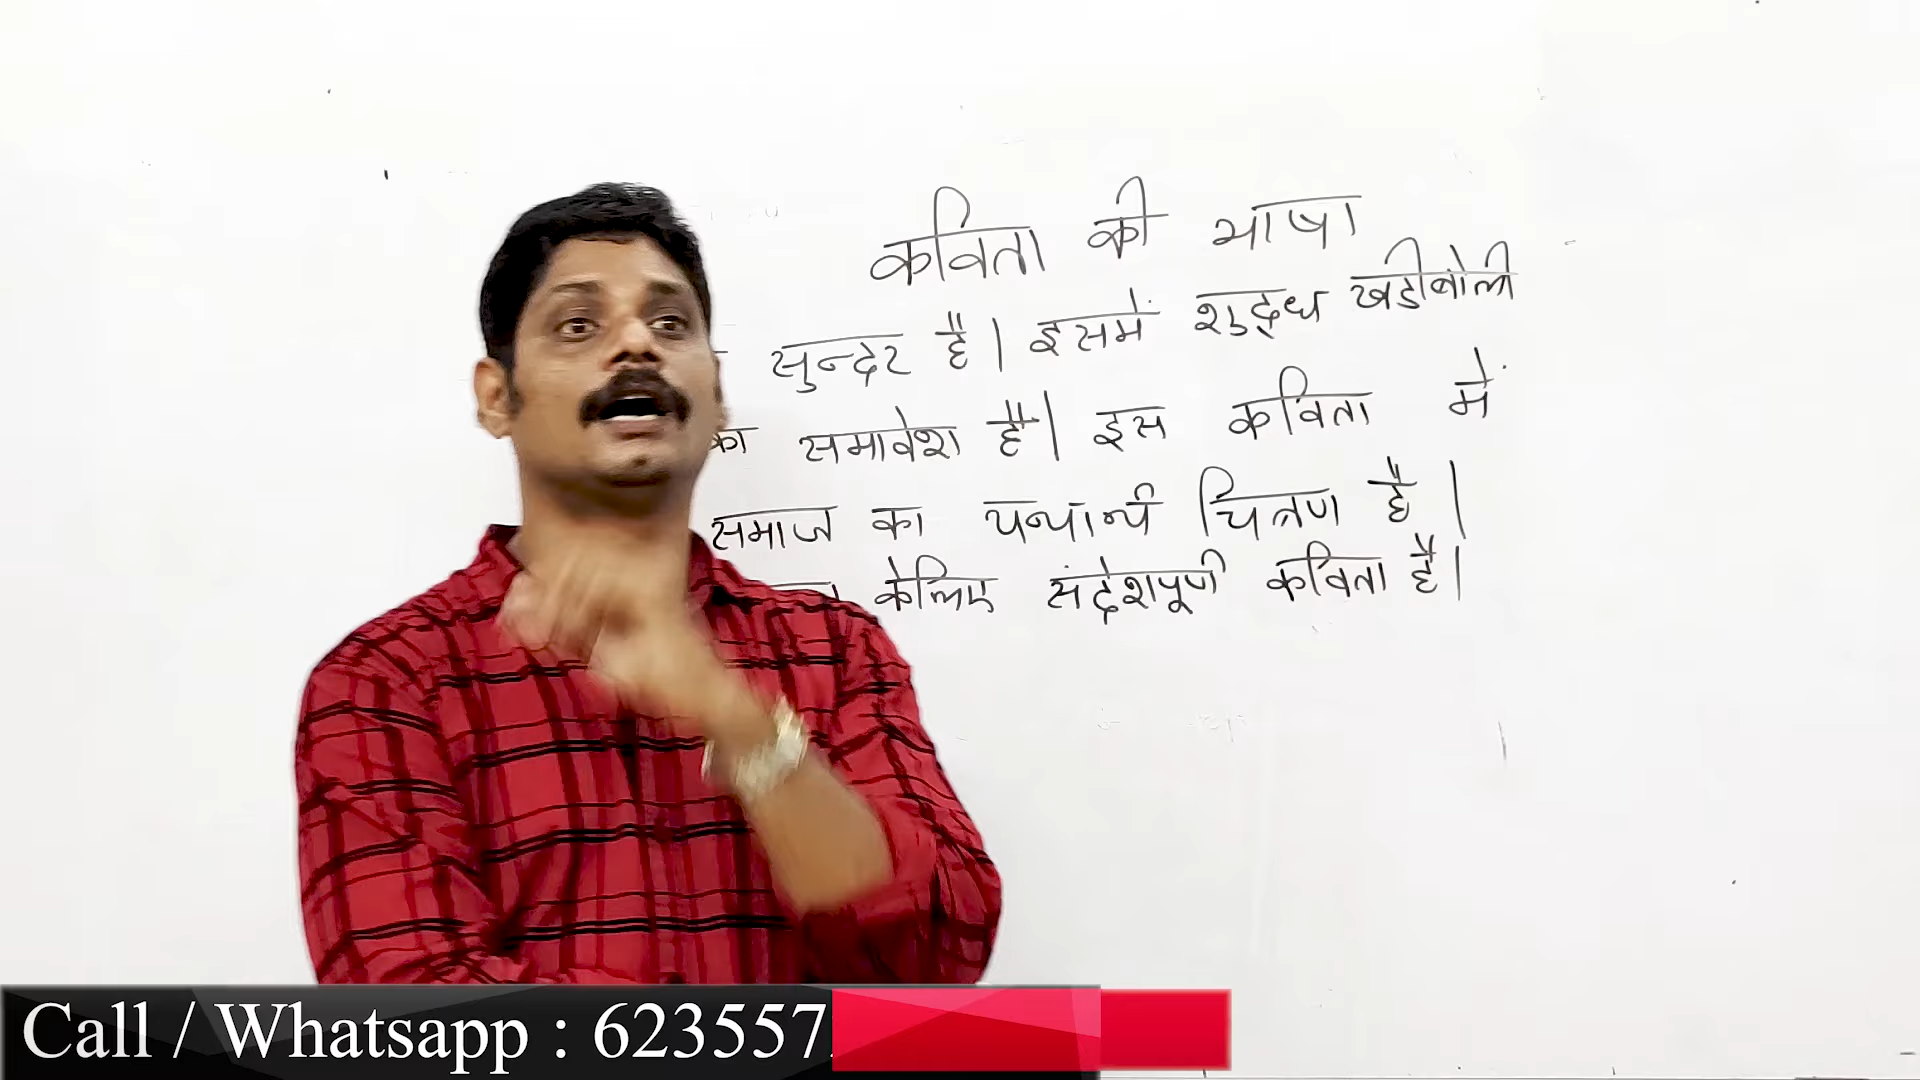 कविता की भाषा
सुन्दर है। इसमें शुद्ध खडीबोली
का समावेश है। इस कविता में
समाज का यथार्थ चित्रण है।
केलिए संदेशपूर्ण कविता है।
Call / Whatsapp : 623557